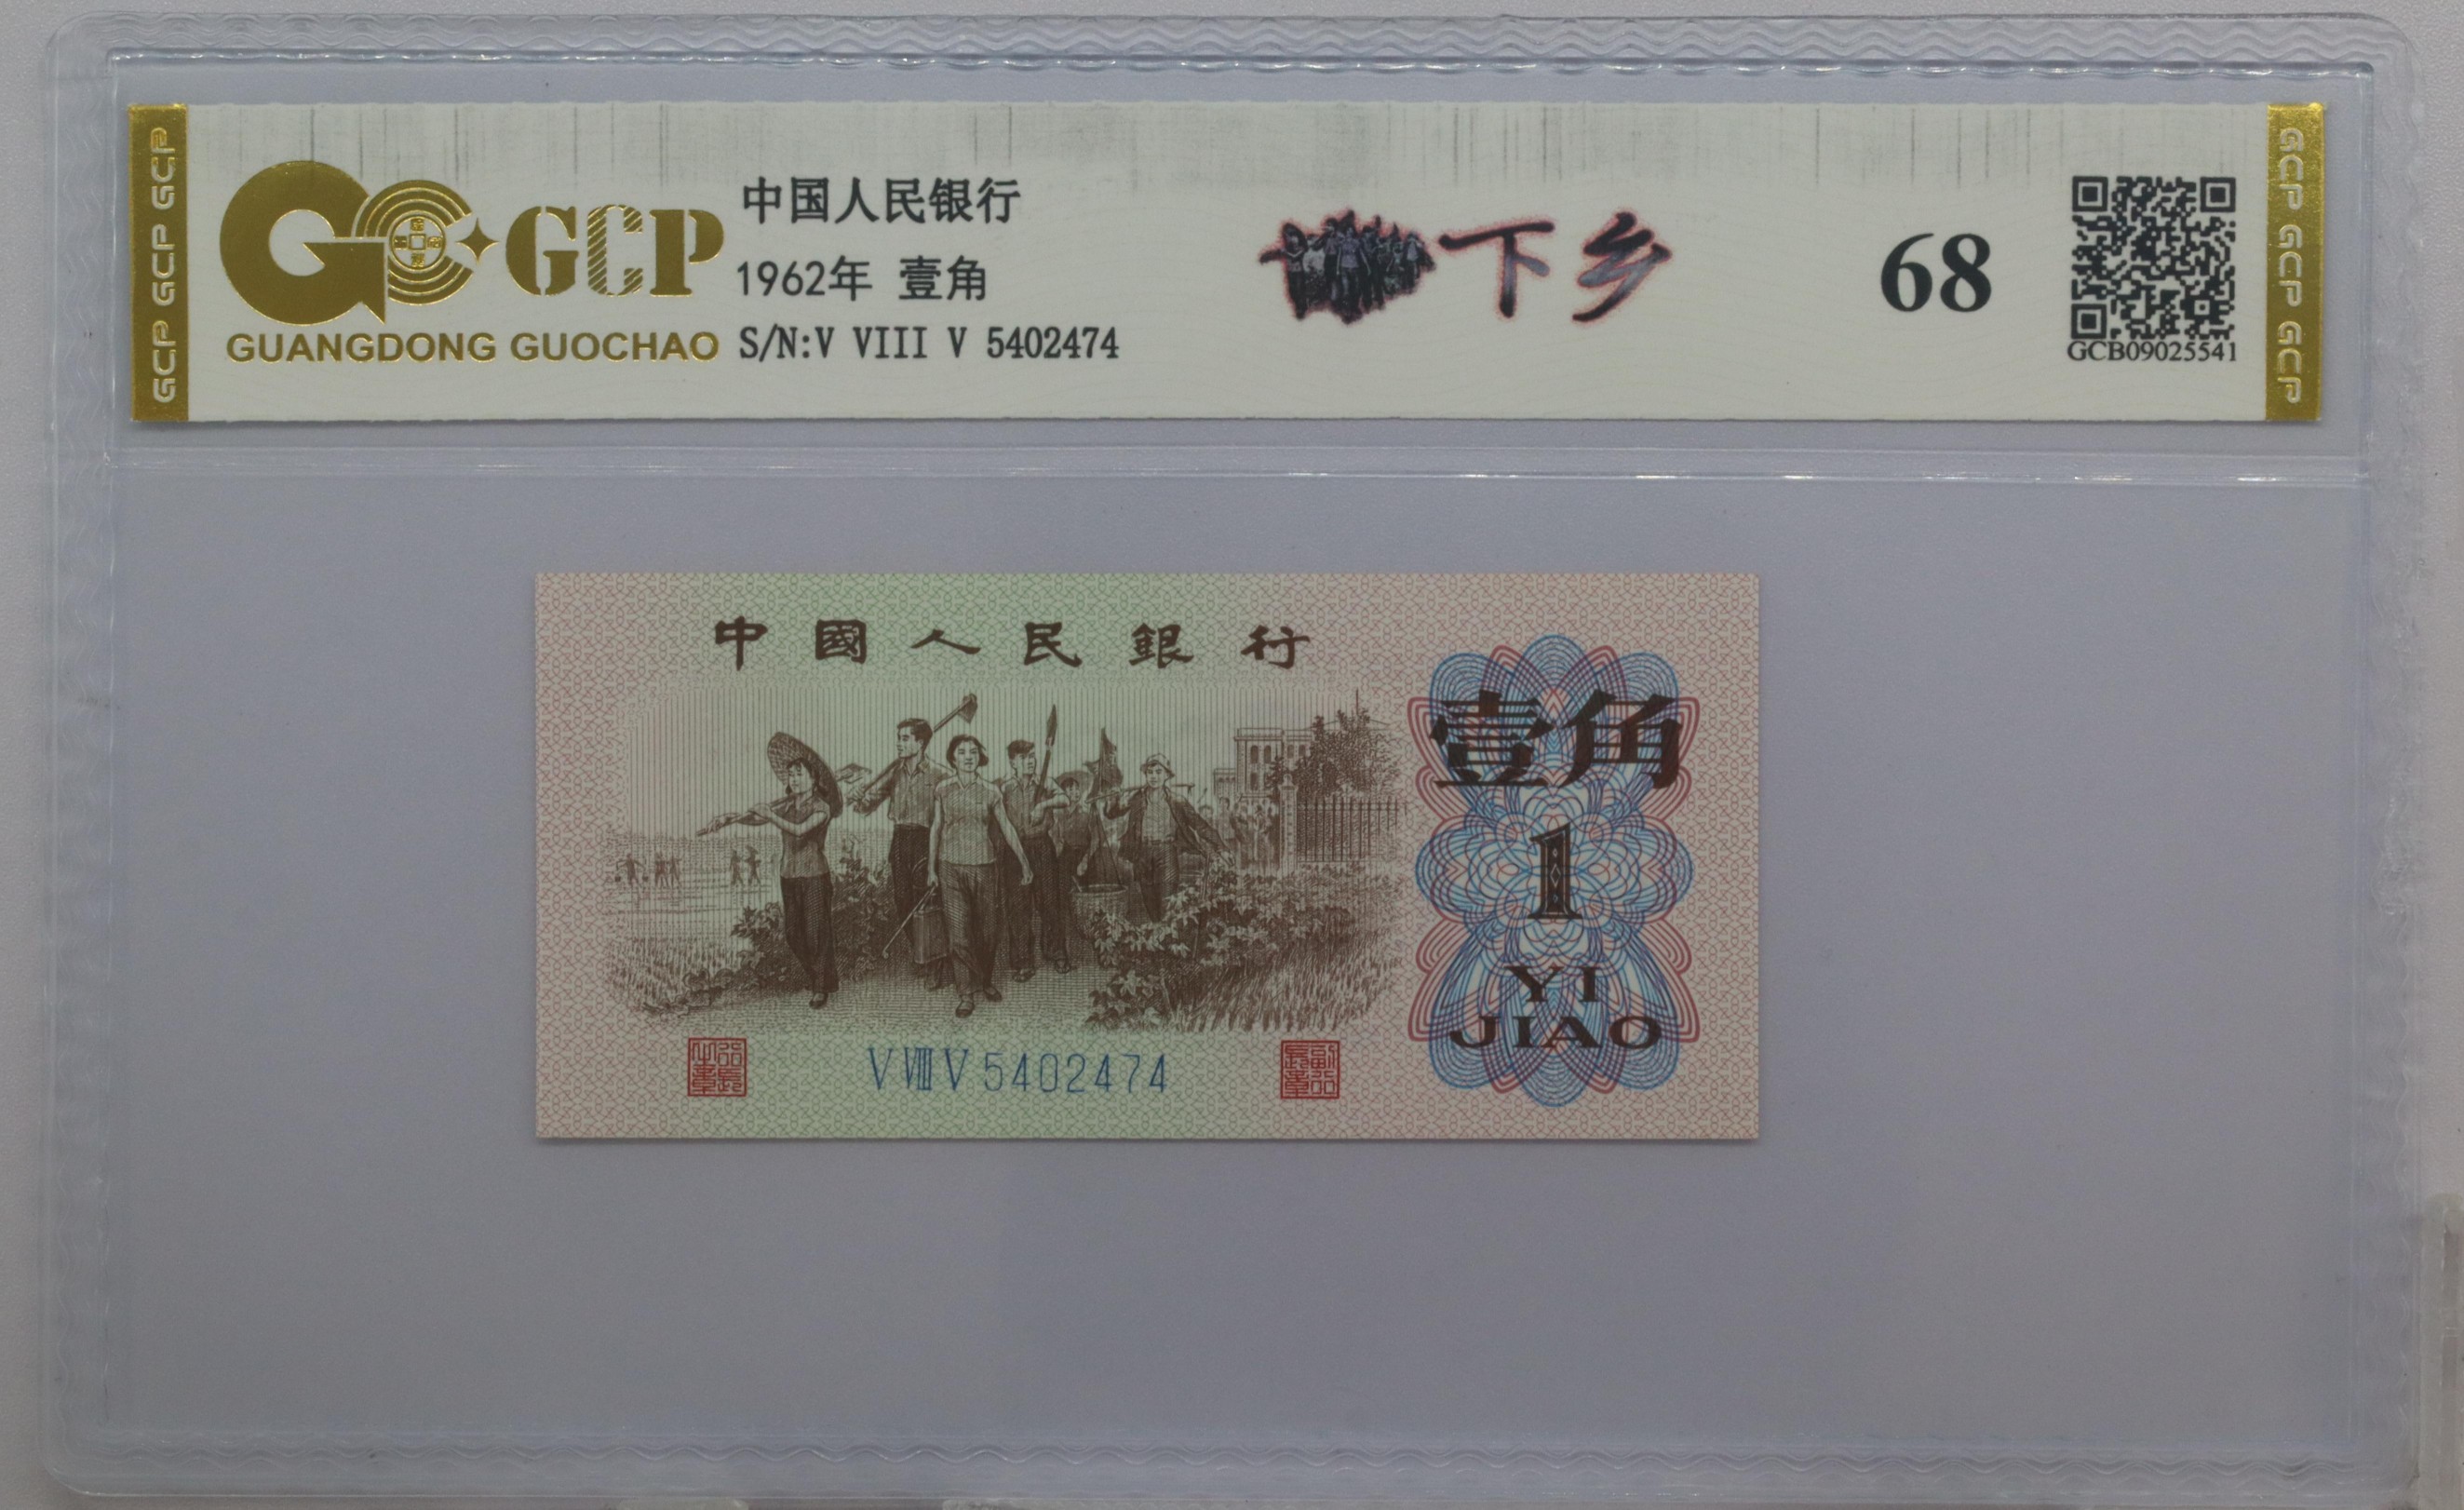 GCP GCP GCP
GCP
GUANGDONG GUOCHAO
中国人民银行
1962年 壹角
S/N:V VIII V 5402474
下乡
68
GCB09025541
GCP GCP GCP
中國人民銀行
壹角
1
YI
JIAO
V VIII V 5402474